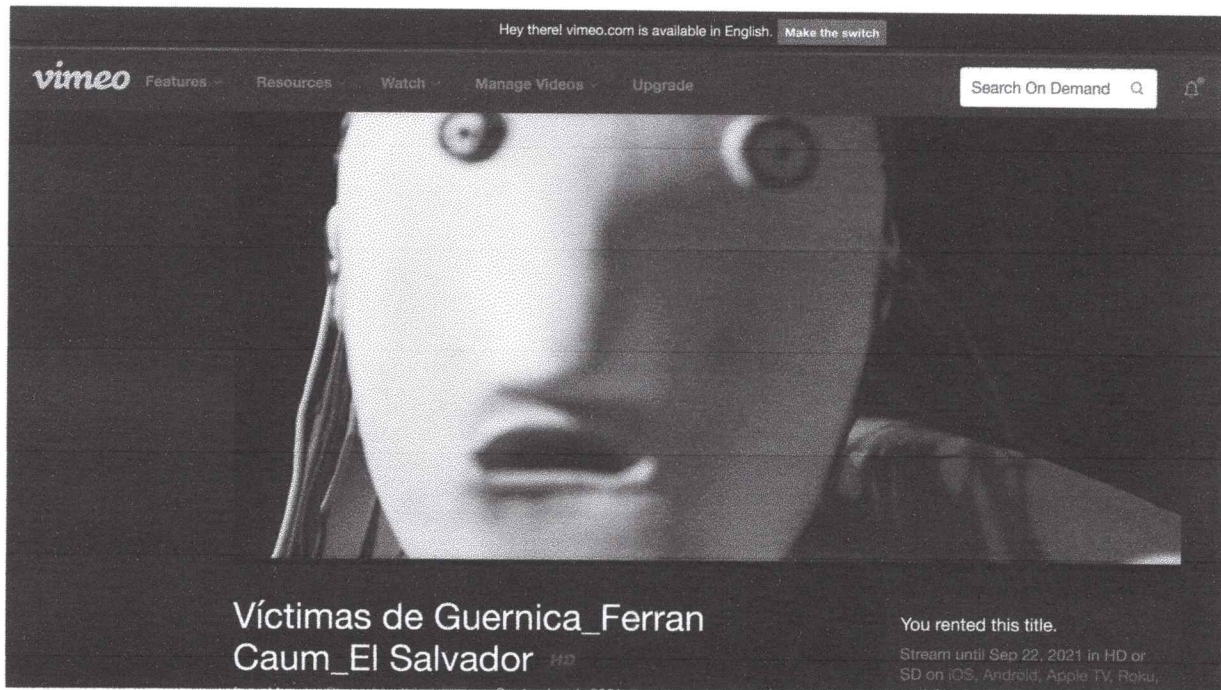 Hey there! vimeo.com is available in English. Make the switch
vimeo Features Resources Watch Manage Videos Upgrade Search On Demand
Víctimas de Guernica_Ferran
Caum_El Salvador HD
You rented this title.
Stream until Sep 22, 2021 in HD or
SD on iOS, Android, Apple TV, Roku,